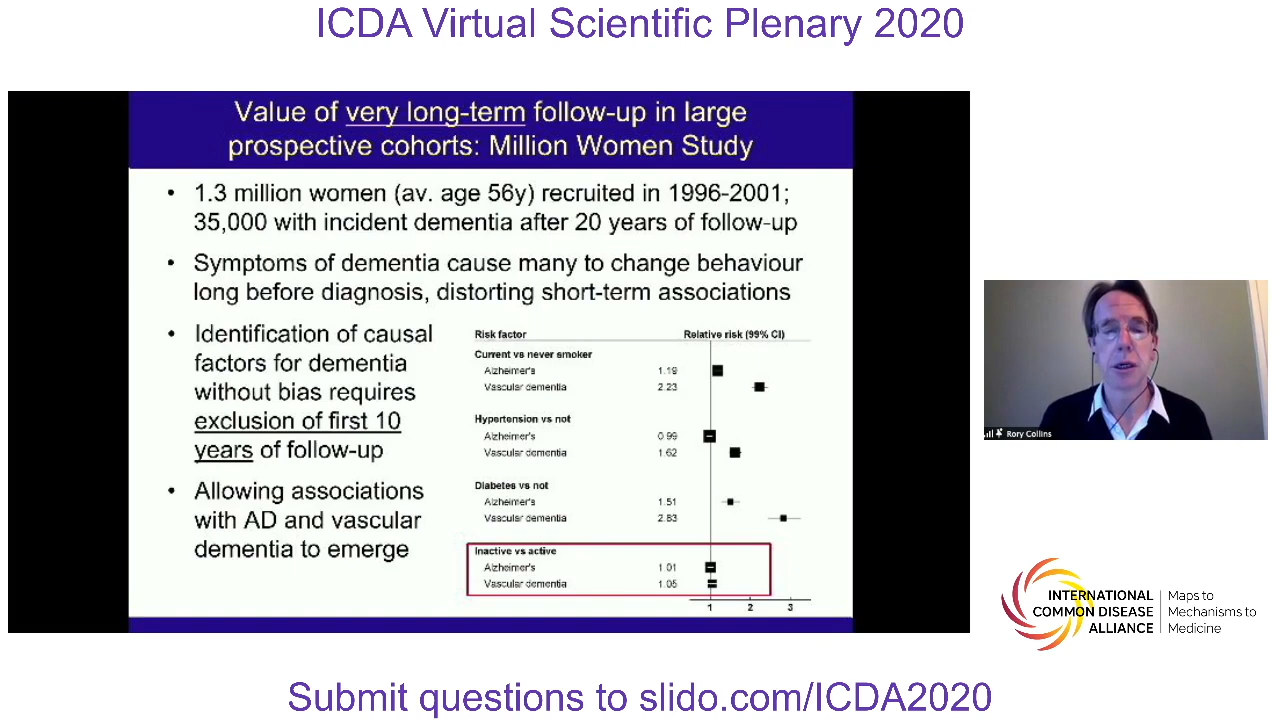 ICDA Virtual Scientific Plenary 2020
Value of very long-term follow-up in large
prospective cohorts: Million Women Study
• 1.3 million women (av. age 56y) recruited in 1996-2001;
35,000 with incident dementia after 20 years of follow-up
• Symptoms of dementia cause many to change behaviour
long before diagnosis, distorting short-term associations
• Identification of causal
factors for dementia
without bias requires
exclusion of first 10
years of follow-up
• Allowing associations
with AD and vascular
dementia to emerge
Risk factor Relative risk (99% CI)
Current vs never smoker
Alzheimer's 1.19
Vascular dementia 2.23
Hypertension vs not
Alzheimer's 0.99
Vascular dementia 1.62
Diabetes vs not
Alzheimer's 1.51
Vascular dementia 2.83
Inactive vs active
Alzheimer's 1.01
Vascular dementia 1.05
1 2 3
Rory Collins
INTERNATIONAL
COMMON DISEASE
ALLIANCE
Maps to
Mechanisms to
Medicine
Submit questions to slido.com/ICDA2020